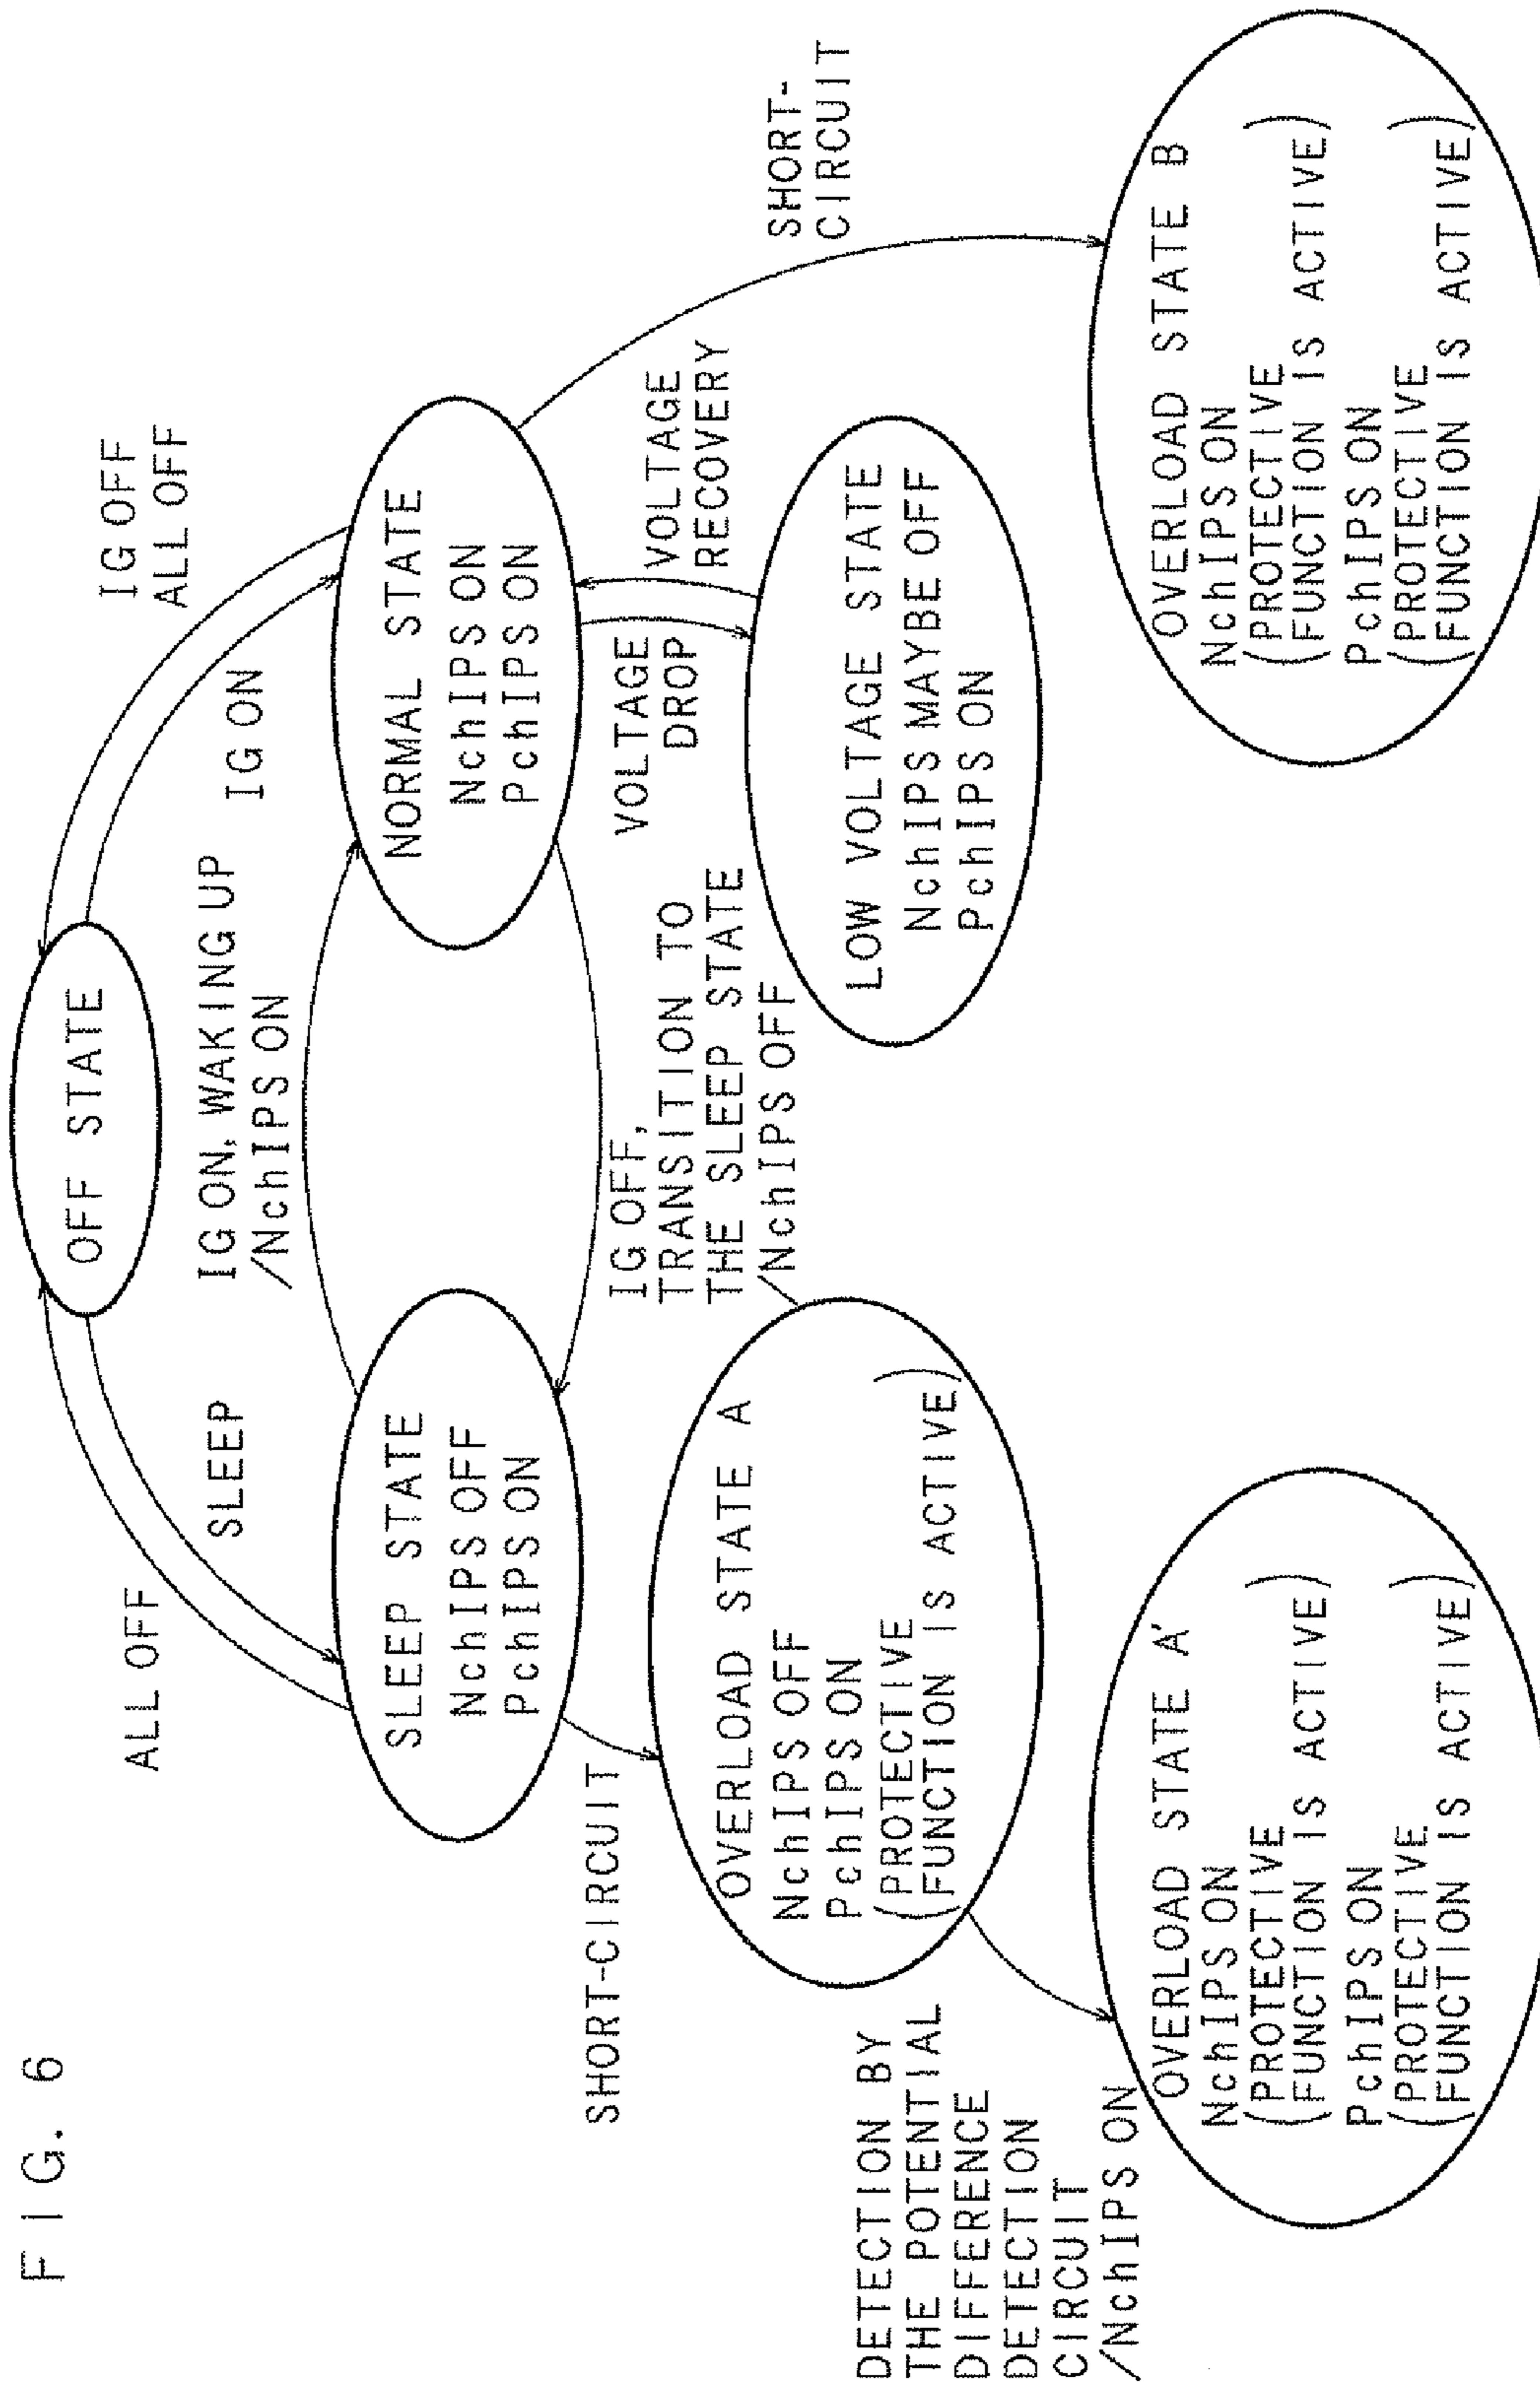 FIG. 6
OFF STATE
ALL OFF
SLEEP
IG ON, WAKING UP
/NchIPS ON
IG ON
IG OFF
ALL OFF
SLEEP STATE
NchIPS OFF
PchIPS ON
NORMAL STATE
NchIPS ON
PchIPS ON
SHORT-CIRCUIT
IG OFF,
TRANSITION TO
THE SLEEP STATE
/NchIPS OFF
VOLTAGE
DROP
VOLTAGE
RECOVERY
SHORT-
CIRCUIT
OVERLOAD STATE A
NchIPS OFF
PchIPS ON
(PROTECTIVE
FUNCTION IS ACTIVE)
LOW VOLTAGE STATE
NchIPS MAYBE OFF
PchIPS ON
DETECTION BY
THE POTENTIAL
DIFFERENCE
DETECTION
CIRCUIT
/NchIPS ON
OVERLOAD STATE A'
NchIPS ON
(PROTECTIVE
FUNCTION IS ACTIVE)
PchIPS ON
(PROTECTIVE
FUNCTION IS ACTIVE)
OVERLOAD STATE B
NchIPS ON
(PROTECTIVE
FUNCTION IS ACTIVE)
PchIPS ON
(PROTECTIVE
FUNCTION IS ACTIVE)